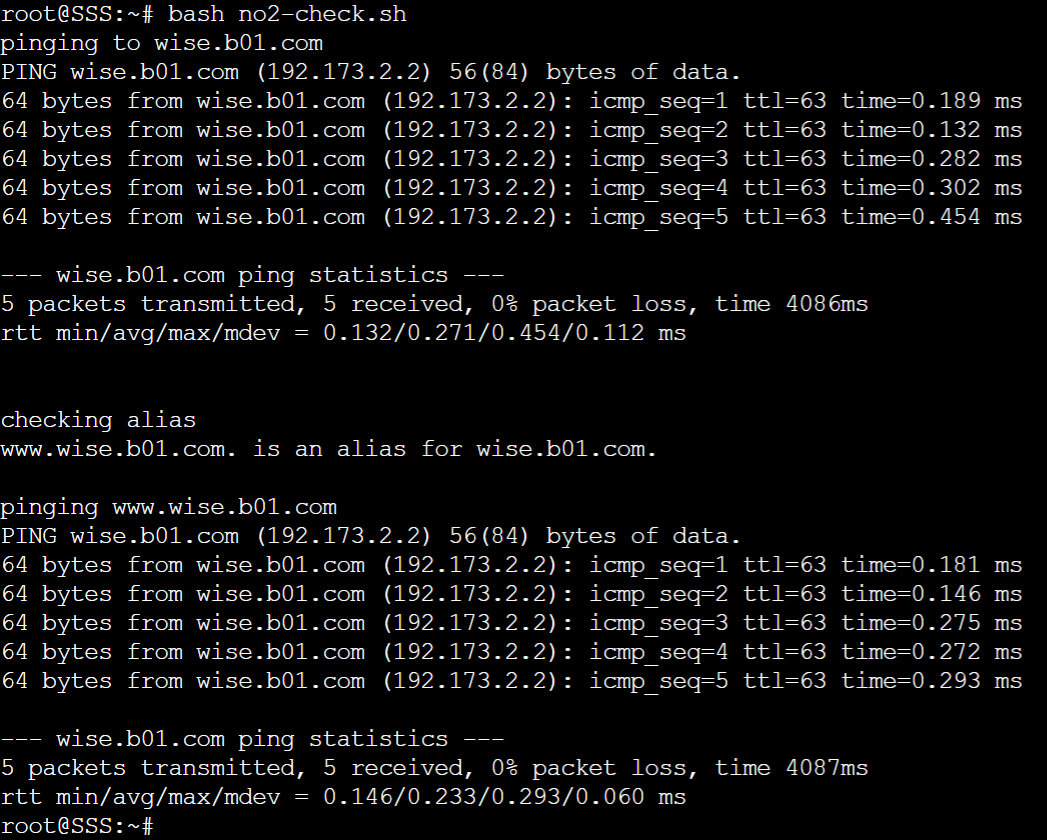 root@SSS:~# bash no2-check.sh
pinging to wise.b01.com
PING wise.b01.com (192.173.2.2) 56(84) bytes of data.
64 bytes from wise.b01.com (192.173.2.2): icmp_seq=1 ttl=63 time=0.189 ms
64 bytes from wise.b01.com (192.173.2.2): icmp_seq=2 ttl=63 time=0.132 ms
64 bytes from wise.b01.com (192.173.2.2): icmp_seq=3 ttl=63 time=0.282 ms
64 bytes from wise.b01.com (192.173.2.2): icmp_seq=4 ttl=63 time=0.302 ms
64 bytes from wise.b01.com (192.173.2.2): icmp_seq=5 ttl=63 time=0.454 ms

--- wise.b01.com ping statistics ---
5 packets transmitted, 5 received, 0% packet loss, time 4086ms
rtt min/avg/max/mdev = 0.132/0.271/0.454/0.112 ms


checking alias
www.wise.b01.com. is an alias for wise.b01.com.

pinging www.wise.b01.com
PING wise.b01.com (192.173.2.2) 56(84) bytes of data.
64 bytes from wise.b01.com (192.173.2.2): icmp_seq=1 ttl=63 time=0.181 ms
64 bytes from wise.b01.com (192.173.2.2): icmp_seq=2 ttl=63 time=0.146 ms
64 bytes from wise.b01.com (192.173.2.2): icmp_seq=3 ttl=63 time=0.275 ms
64 bytes from wise.b01.com (192.173.2.2): icmp_seq=4 ttl=63 time=0.272 ms
64 bytes from wise.b01.com (192.173.2.2): icmp_seq=5 ttl=63 time=0.293 ms

--- wise.b01.com ping statistics ---
5 packets transmitted, 5 received, 0% packet loss, time 4087ms
rtt min/avg/max/mdev = 0.146/0.233/0.293/0.060 ms
root@SSS:~#